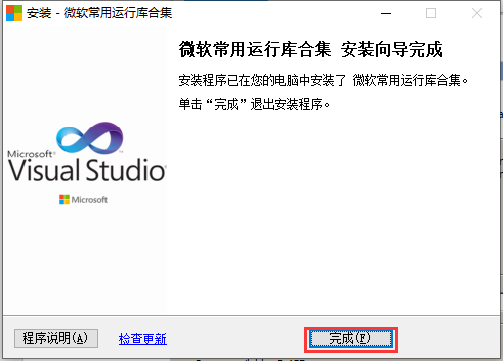 安装 - 微软常用运行库合集
微软常用运行库合集 安装向导完成
安装程序已在您的电脑中安装了 微软常用运行库合集。
单击“完成”退出安装程序。
Microsoft
Visual Studio
Microsoft
程序说明(A)
检查更新
完成(F)